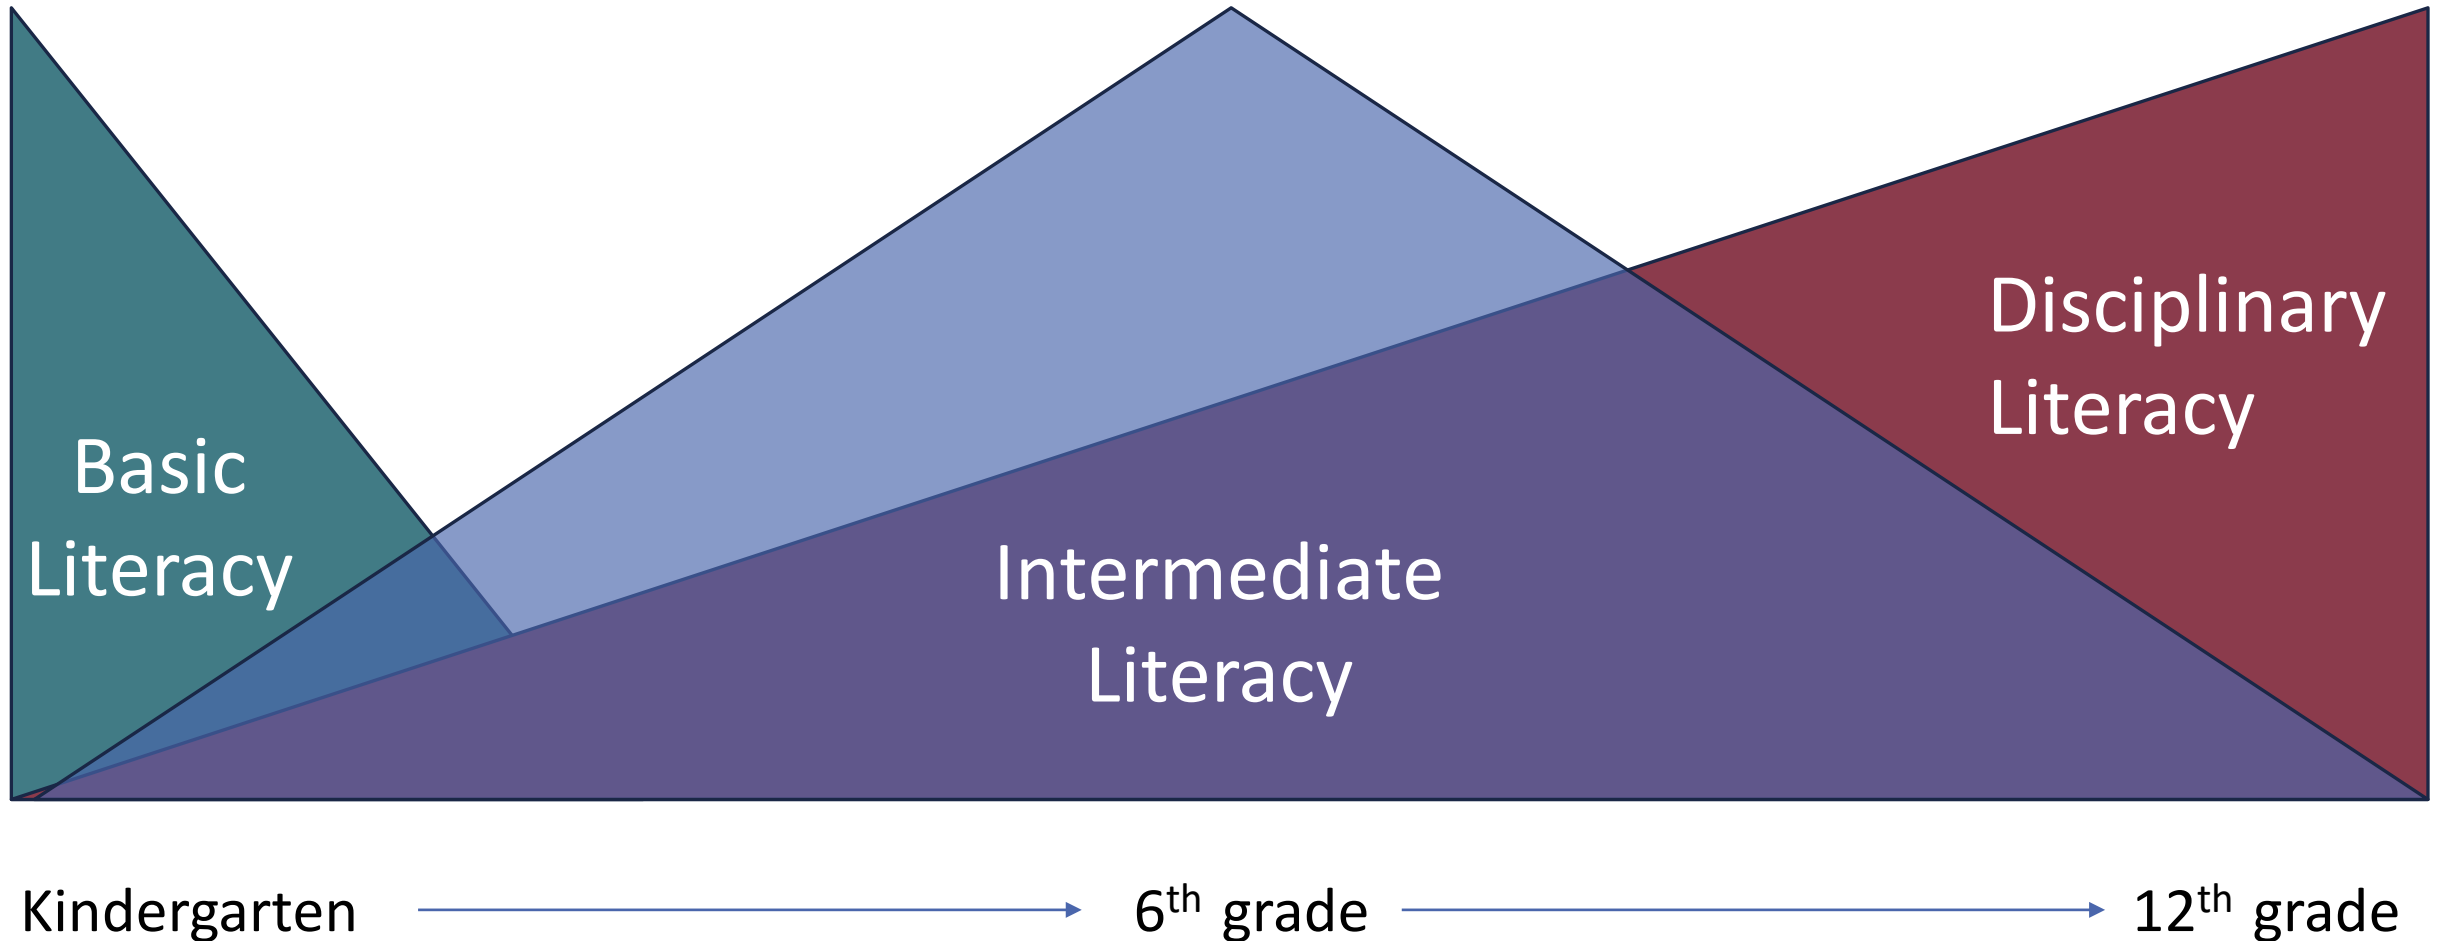 Basic
Literacy
Intermediate
Literacy
Disciplinary
Literacy
Kindergarten
6th grade
12th grade